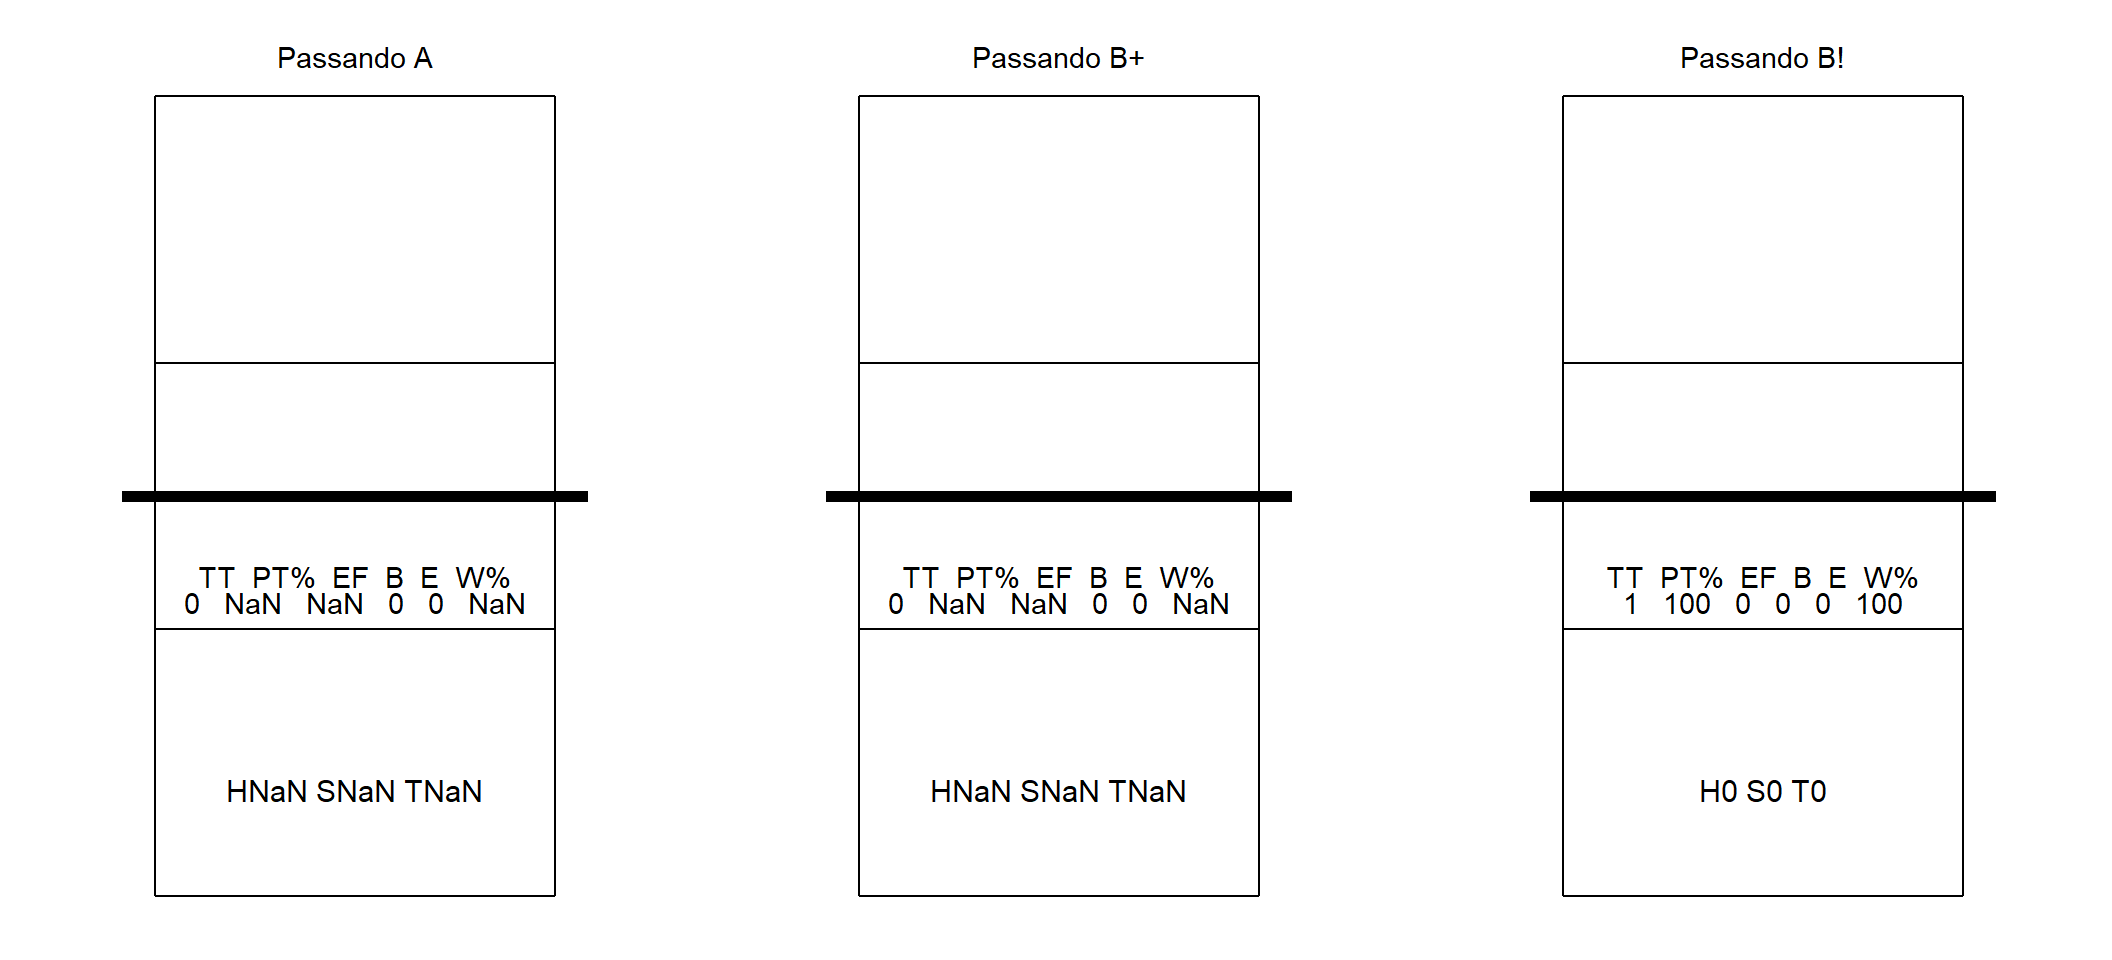 Passando A
TT PT% EF B E W%
0 NaN NaN 0 0 NaN
HNaN SNaN TNaN
Passando B+
TT PT% EF B E W%
0 NaN NaN 0 0 NaN
HNaN SNaN TNaN
Passando B!
TT PT% EF B E W%
1 100 0 0 0 100
H0 S0 T0